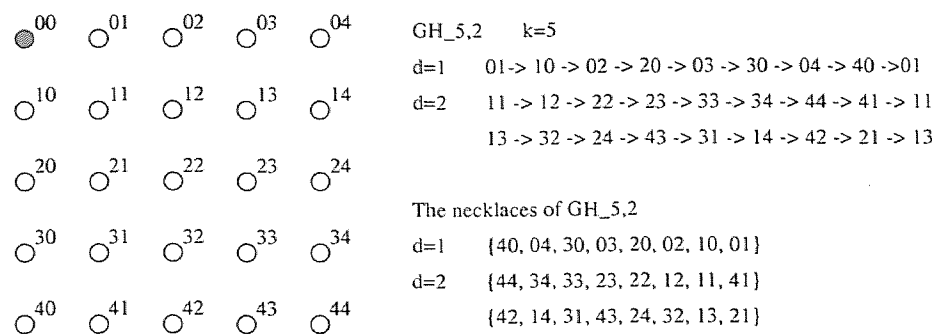 00 01 02 03 04
10 11 12 13 14
20 21 22 23 24
30 31 32 33 34
40 41 42 43 44
GH_5,2 k=5
d=1 01-> 10 -> 02 -> 20 -> 03 -> 30 -> 04 -> 40 ->01
d=2 11 -> 12 -> 22 -> 23 -> 33 -> 34 -> 44 -> 41 -> 11
13 -> 32 -> 24 -> 43 -> 31 -> 14 -> 42 -> 21 -> 13
The necklaces of GH_5,2
d=1 {40, 04, 30, 03, 20, 02, 10, 01}
d=2 {44, 34, 33, 23, 22, 12, 11, 41}
{42, 14, 31, 43, 24, 32, 13, 21}